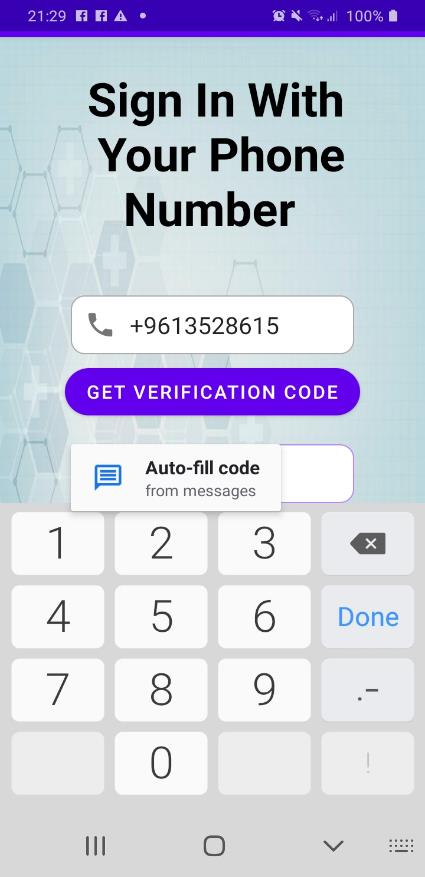 21:29
100%
Sign In With
Your Phone
Number
+9613528615
GET VERIFICATION CODE
Auto-fill code
from messages
1 2 3
4 5 6 Done
7 8 9 .-
0 !